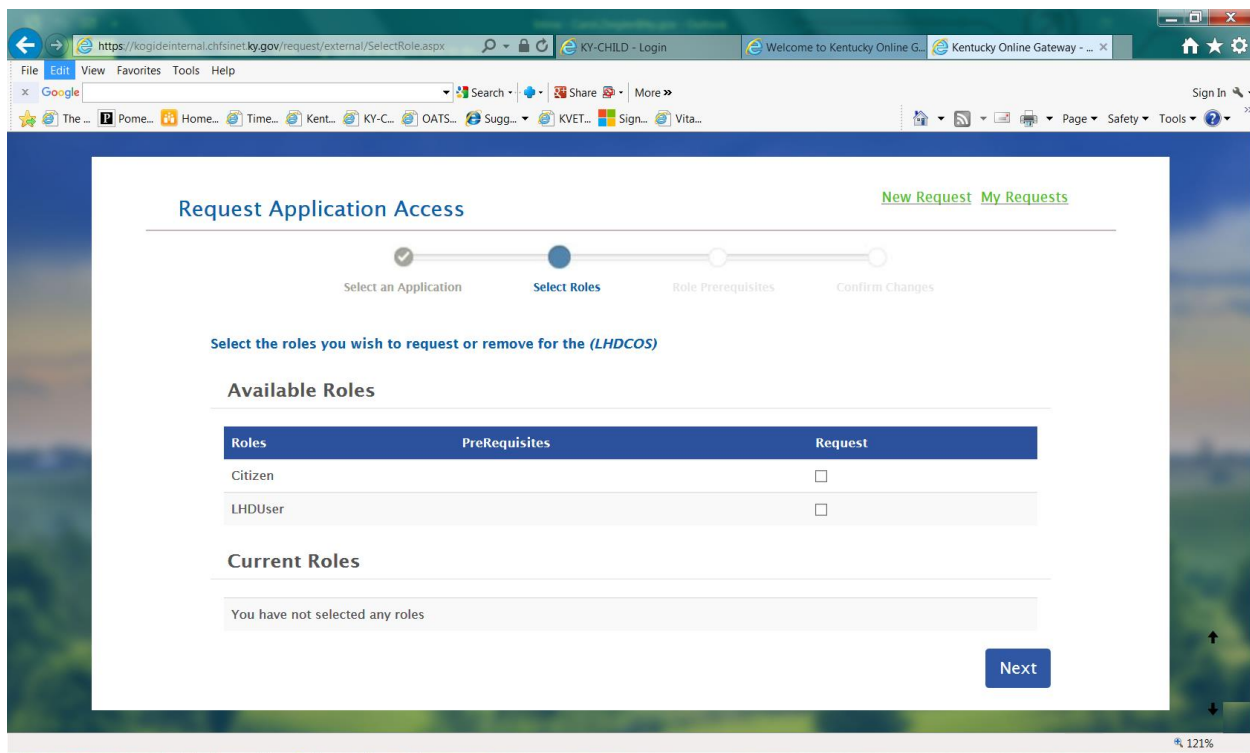 https://kogideinternal.chfsinet.ky.gov/request/external/SelectRole.aspx KY-CHILD - Login Welcome to Kentucky Online G... Kentucky Online Gateway - ... ×
File Edit View Favorites Tools Help
x Google Search Share More » Sign In
The ... Pome... Home... Time... Kent... KY-C... OATS... Sugg... KVET... Sign... Vita... Page Safety Tools
Request Application Access
New Request My Requests
Select an Application Select Roles Role Prerequisites Confirm Changes
Select the roles you wish to request or remove for the (LHDCOS)
Available Roles
Roles PreRequisites Request
Citizen
LHDUser
Current Roles
You have not selected any roles
Next
121%